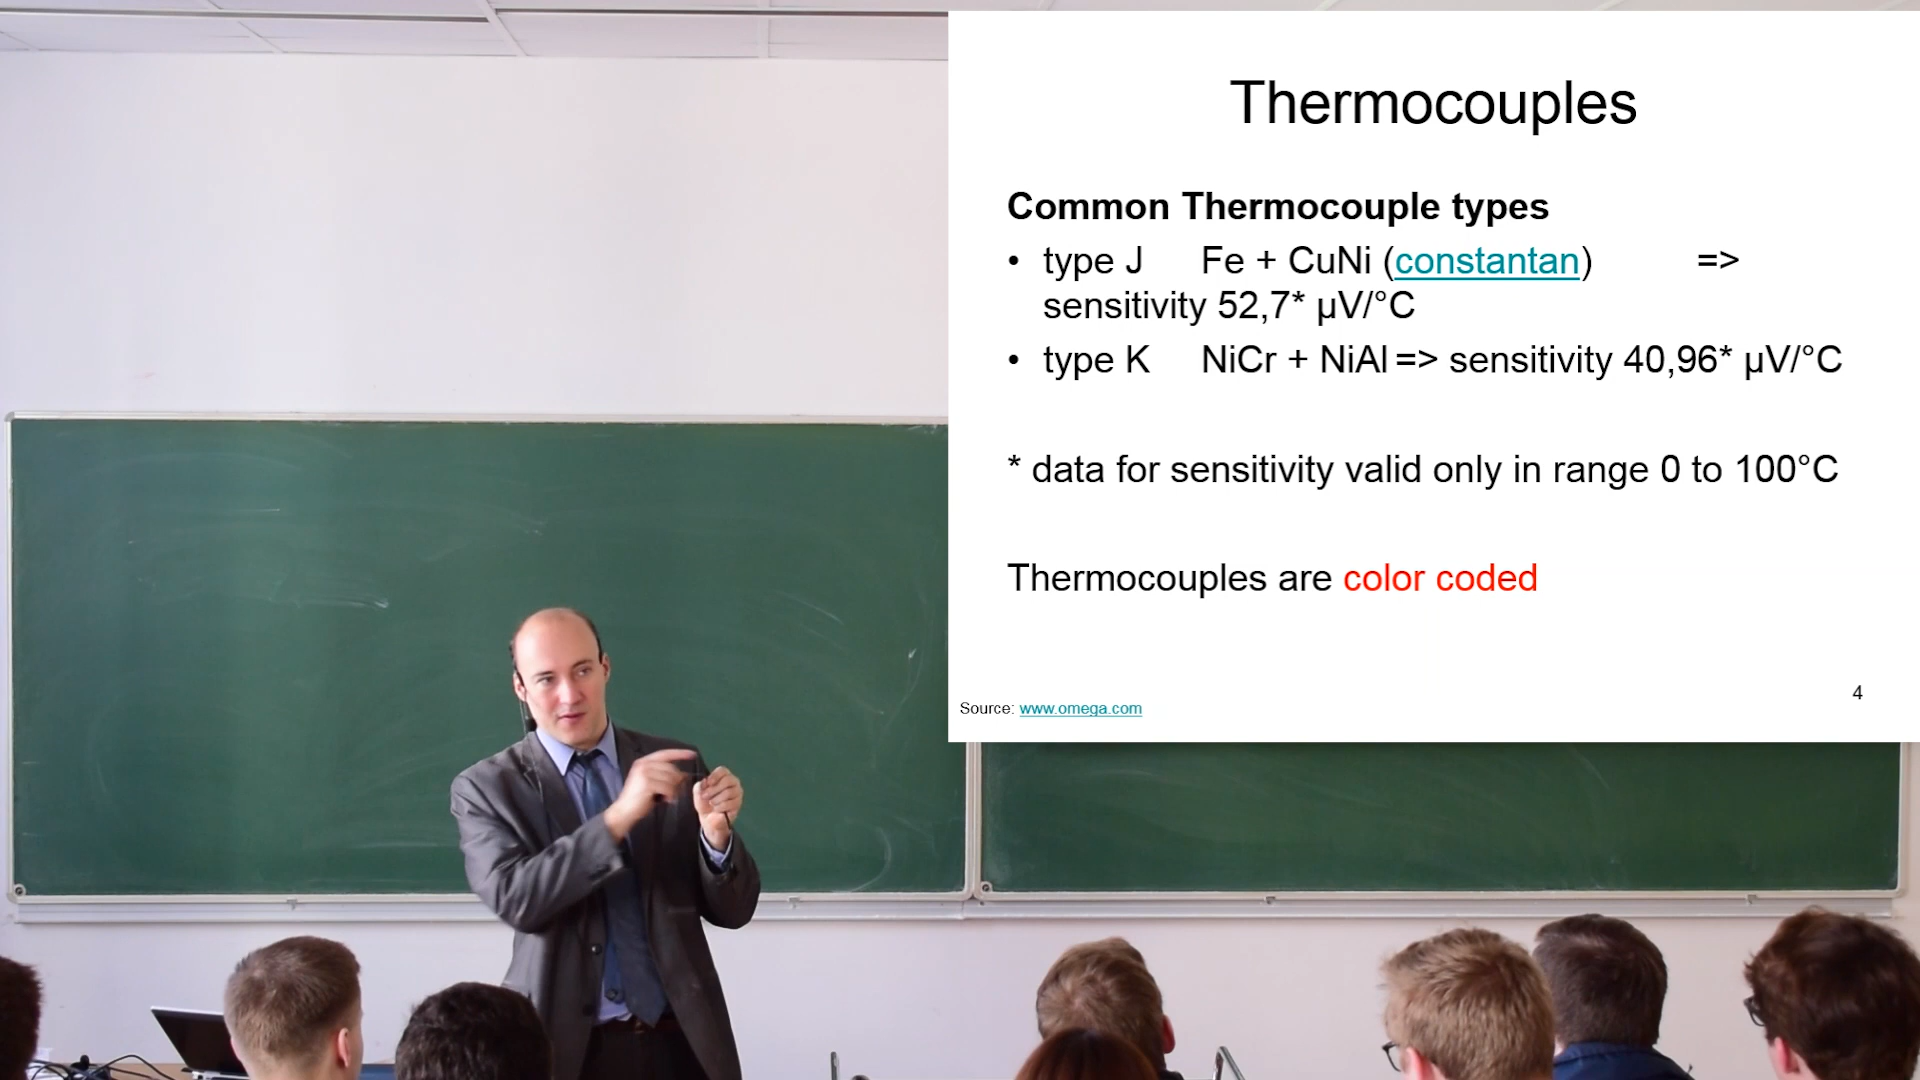 Thermocouples
Common Thermocouple types
• type J Fe + CuNi (constantan) =>
sensitivity 52,7* µV/°C
• type K NiCr + NiAl => sensitivity 40,96* µV/°C
* data for sensitivity valid only in range 0 to 100°C
Thermocouples are color coded
4
Source: www.omega.com